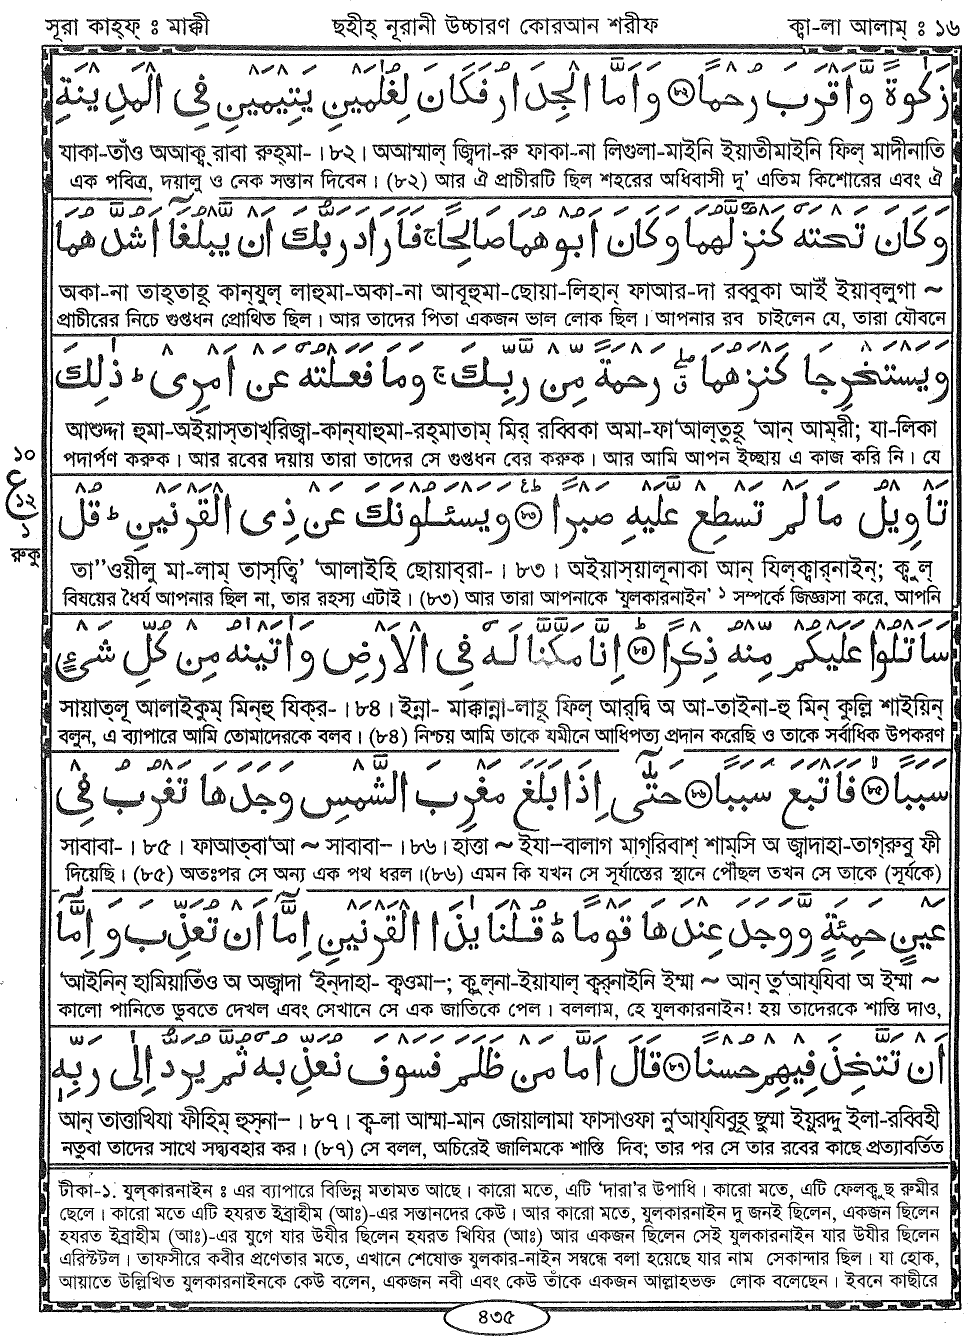 সূরা কাহ্ফ্ ঃ মাক্কী ছহীহ্ নূরানী উচ্চারণ কোরআন শরীফ ক্বা-লা আলাম্ ঃ ১৬
زَكٰوةً وَّاَقْرَبَ رُحْمًا ﴿٨٢﴾ وَاَمَّا الْجِدَارُ فَكَانَ لِغُلٰمَيْنِ يَتِيْمَيْنِ فِى الْمَدِيْنَةِ
যাকা-তাঁও অআক্ব্ রাবা রুহ্মা-। ৮২। অআম্মাল্ জ্বিদা-রু ফাকা-না লিগুলা-মাইনি ইয়াতীমাইনি ফিল্ মাদীনাতি
এক পবিত্র, দয়ালু ও নেক সন্তান দিবেন। (৮২) আর ঐ প্রাচীরটি ছিল শহরের অধিবাসী দু’ এতিম কিশোরের এবং ঐ
وَكَانَ تَحْتَهٗ كَنْزٌ لَّهُمَا وَكَانَ اَبُوْهُمَا صَالِحًا ۚ فَاَرَادَ رَبُّكَ اَنْ يَّبْلُغَاۤ اَشُدَّهُمَا
অকা-না তাহ্তাহূ কান্‌যুল্ লাহুমা-অকা-না আবূহুমা-ছোয়া-লিহান্ ফাআর-দা রব্বুকা আইঁ ইয়াব্‌লুগা ~
প্রাচীরের নিচে গুপ্তধন প্রোথিত ছিল। আর তাদের পিতা একজন ভাল লোক ছিল। আপনার রব চাইলেন যে, তারা যৌবনে
وَيَسْتَخْرِجَا كَنْزَهُمَا ۖق رَحْمَةً مِّنْ رَّبِّكَ ۚ وَمَا فَعَلْتُهٗ عَنْ اَمْرِىْ ؕ ذٰلِكَ
আশুদ্দা হুমা-অইয়াস্‌তাখ্‌রিজ্বা-কান্‌যাহুমা-রহ্‌মাতাম্ মির্ রব্বিকা অমা-ফা‘আল্‌তুহূ ‘আন্ আম্‌রী; যা-লিকা
পদার্পণ করুক। আর রবের দয়ায় তারা তাদের সে গুপ্তধন বের করুক। আর আমি আপন ইচ্ছায় এ কাজ করি নি। যে
১০
ع
১২
১
রুকু
تَاْوِيْلُ مَا لَمْ تَسْطِعْ عَّلَيْهِ صَبْرًا ﴿٨٣﴾ وَيَسْـَٔلُوْنَكَ عَنْ ذِى الْقَرْنَيْنِ ؕ قُلْ
তা’’ওয়ীলু মা-লাম্ তাস্‌ত্বি’ ‘আলাইহি ছোয়াব্‌রা-। ৮৩। অইয়াস্‌য়ালূনাকা আন্ যিল্‌ক্বার্‌নাইন্; ক্বুল্
বিষয়ের ধৈর্য আপনার ছিল না, তার রহস্য এটাই। (৮৩) আর তারা আপনাকে ‘যুলকারনাইন’ ১ সম্পর্কে জিজ্ঞাসা করে, আপনি
سَاَتْلُوْا عَلَيْكُمْ مِّنْهُ ذِكْرًا ﴿٨٤﴾ اِنَّا مَكَّنَّا لَهٗ فِى الْاَرْضِ وَاٰتَيْنٰهُ مِنْ كُلِّ شَىْءٍ
সায়াত্‌লূ আলাইকুম্ মিন্‌হু যিক্‌র-। ৮৪। ইন্না- মাক্কান্না-লাহূ ফিল্ আর্‌দ্বি অ আ-তাইনা-হু মিন্ কুল্লি শাইয়িন্
বলুন, এ ব্যাপারে আমি তোমাদেরকে বলব। (৮৪) নিশ্চয় আমি তাকে যমীনে আধিপত্য প্রদান করেছি ও তাকে সর্বাধিক উপকরণ
سَبَبًا ﴿٨٥﴾ فَاَتْبَعَ سَبَبًا ﴿٨٦﴾ حَتّٰۤى اِذَا بَلَغَ مَغْرِبَ الشَّمْسِ وَجَدَهَا تَغْرُبُ فِىْ
সাবাবা-। ৮৫। ফাআত্‌বা‘আ ~ সাবাবা-। ৮৬। হাত্তা ~ ইযা-বালাগ মাগ্‌রিবাশ্ শাম্‌সি অ জ্বাদাহা-তাগ্‌রুবু ফী
দিয়েছি। (৮৫) অতঃপর সে অন্য এক পথ ধরল। (৮৬) এমন কি যখন সে সূর্যাস্তের স্থানে পৌঁছল তখন সে তাকে (সূর্যকে)
عَيْنٍ حَمِئَةٍ وَّوَجَدَ عِنْدَهَا قَوْمًا ؕ۬ قُلْنَا يٰذَا الْقَرْنَيْنِ اِمَّاۤ اَنْ تُعَذِّبَ وَاِمَّاۤ
‘আইনিন্ হামিয়াতিঁও অ অজ্বাদা ‘ইন্‌দাহা- ক্বওমা-; ক্বুল্‌না-ইয়াযাল্ ক্বর্‌নাইনি ইম্মা ~ আন্ তু‘আয্‌যিবা অ ইম্মা ~
কালো পানিতে ডুবতে দেখল এবং সেখানে সে এক জাতিকে পেল। বললাম, হে যুলকারনাইন! হয় তাদেরকে শাস্তি দাও,
اَنْ تَتَّخِذَ فِيْهِمْ حُسْنًا ﴿٨٧﴾ قَالَ اَمَّا مَنْ ظَلَمَ فَسَوْفَ نُعَذِّبُهٗ ثُمَّ يُرَدُّ اِلٰى رَبِّهٖ
আন্ তাত্তাখিযা ফীহিম্ হুস্‌না-। ৮৭। ক্ব-লা আম্মা-মান্ জোয়ালামা ফাসাওফা নু‘আয্‌যিবুহূ ছুম্মা ইয়ুরদ্দু ইলা-রব্বিহী
নতুবা তাদের সাথে সদ্ব্যবহার কর। (৮৭) সে বলল, অচিরেই জালিমকে শাস্তি দিব; তার পর সে তার রবের কাছে প্রত্যাবর্তিত
টীকা-১. যুল্‌কারনাইন ঃ এর ব্যাপারে বিভিন্ন মতামত আছে। কারো মতে, এটি ‘দারা’র উপাধি। কারো মতে, এটি ফেলক্বুছ রুমীর
ছেলে। কারো মতে এটি হযরত ইব্রাহীম (আঃ)-এর সন্তানদের কেউ। আর কারো মতে, যুলকারনাইন দু জনই ছিলেন, একজন ছিলেন
হযরত ইব্রাহীম (আঃ)-এর যুগে যার উযীর ছিলেন হযরত খিযির (আঃ) আর একজন ছিলেন সেই যুলকারনাইন যার উযীর ছিলেন
এরিস্টটল। তাফসীরে কবীর প্রণেতার মতে, এখানে শেষোক্ত যুলকার-নাইন সম্বন্ধে বলা হয়েছে যার নাম সেকান্দার ছিল। যা হোক,
আয়াতে উল্লিখিত যুলকারনাইনকে কেউ বলেন, একজন নবী এবং কেউ তাঁকে একজন আল্লাহভক্ত লোক বলেছেন। ইবনে কাছীরে
৪৩৫